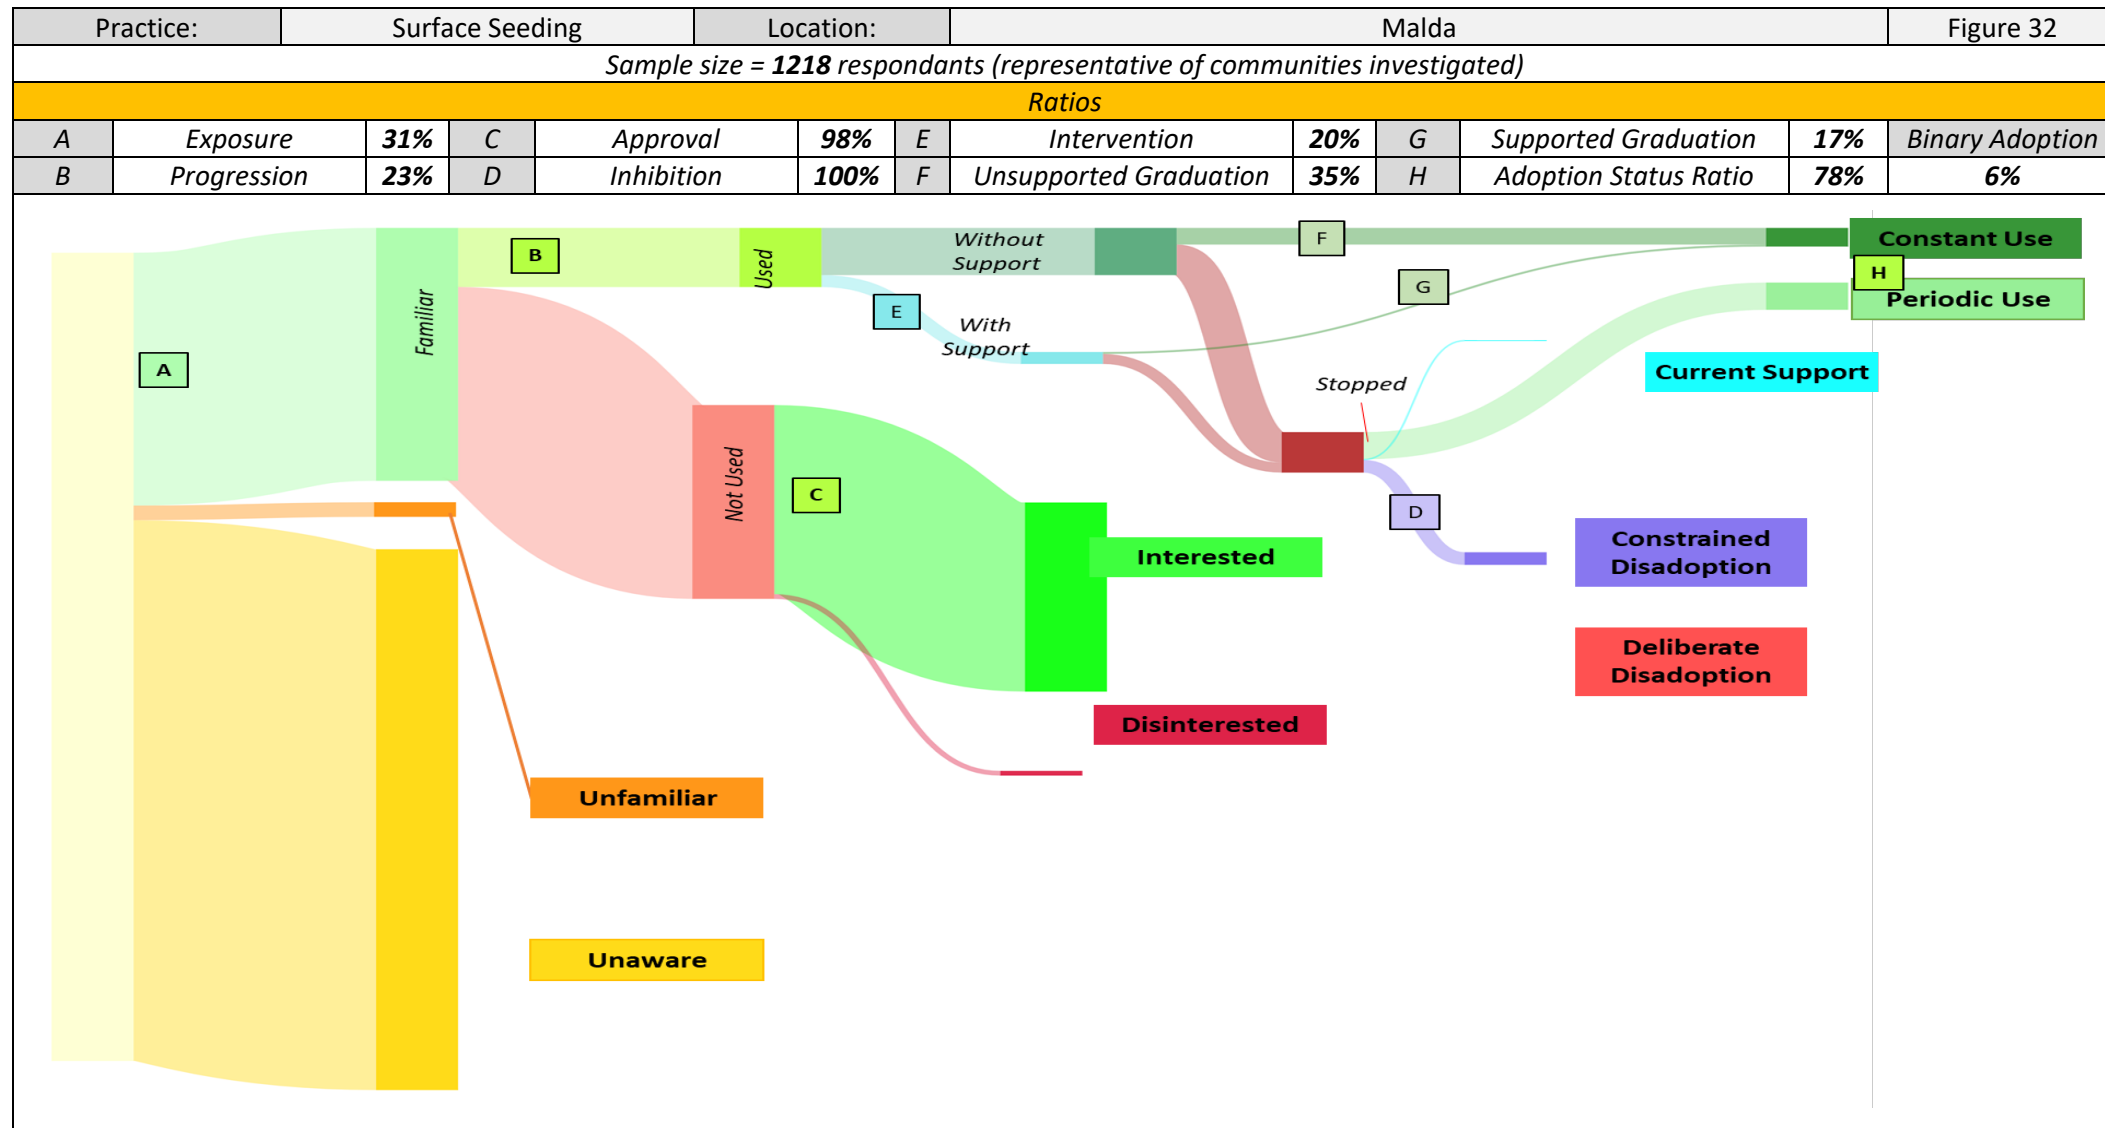 Practice: Surface Seeding Location: Malda Figure 32
Sample size = 1218 respondants (representative of communities investigated)
Ratios
A Exposure 31% C Approval 98% E Intervention 20% G Supported Graduation 17% Binary Adoption
B Progression 23% D Inhibition 100% F Unsupported Graduation 35% H Adoption Status Ratio 78% 6%
A
Familiar
B
Used
Without
Support
E
With
Support
F
G
Constant Use
H
Periodic Use
Stopped
Current Support
Not Used
C
D
Interested
Constrained
Disadoption
Deliberate
Disadoption
Disinterested
Unfamiliar
Unaware